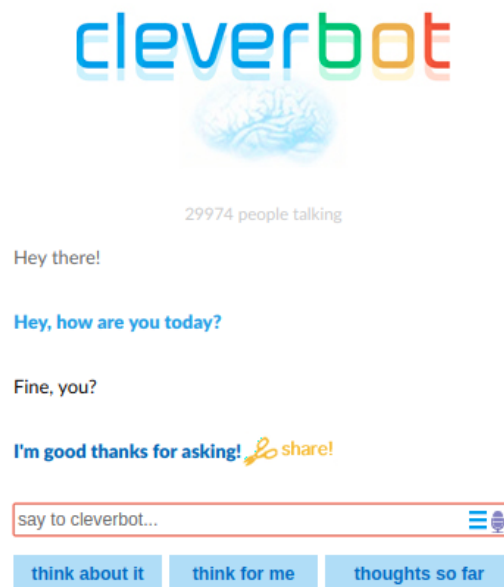 cleverbot
29974 people talking
Hey there!
Hey, how are you today?
Fine, you?
I'm good thanks for asking! share!
say to cleverbot...
think about it think for me thoughts so far